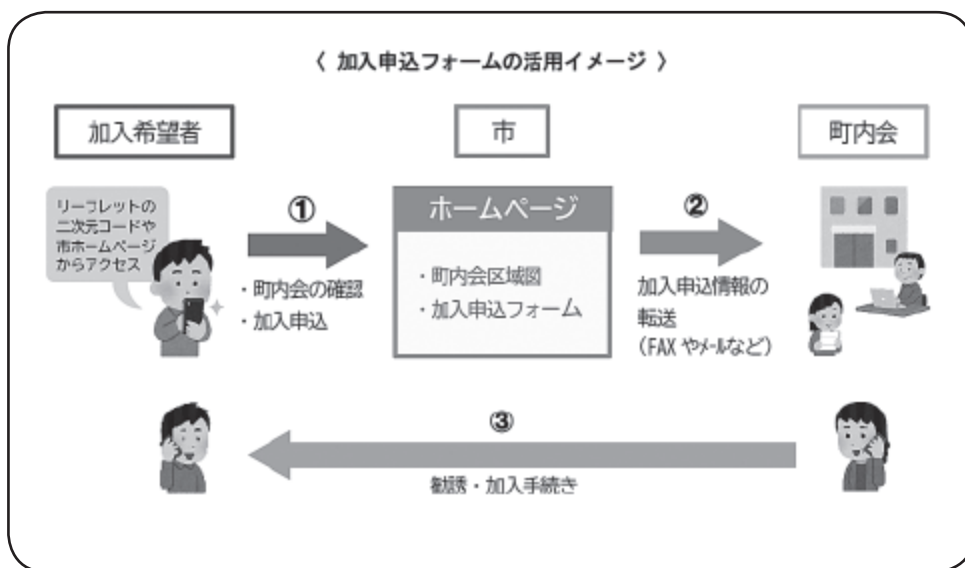 〈 加入申込フォームの活用イメージ 〉
加入希望者
市
町内会
リーフレットの
二次元コードや
市ホームページ
からアクセス
①
・町内会の確認
・加入申込
ホームページ
・町内会区域図
・加入申込フォーム
②
加入申込情報の
転送
（FAX やメールなど）
③
勧誘・加入手続き